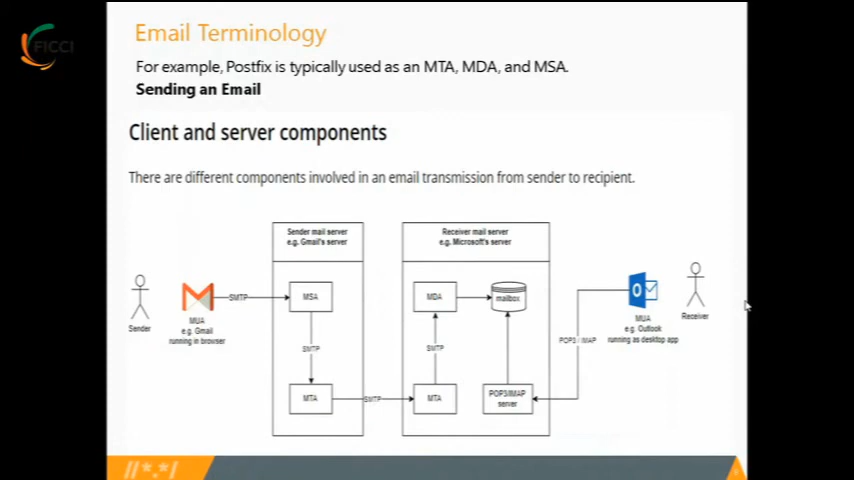 FICCI
Email Terminology
For example, Postfix is typically used as an MTA, MDA, and MSA.
Sending an Email
Client and server components
There are different components involved in an email transmission from sender to recipient.
Sender mail server
e.g. Gmail's server
Receiver mail server
e.g. Microsoft's server
Sender
MUA
e.g. Gmail
running in browser
SMTP
MSA
SMTP
MTA
SMTP
MTA
SMTP
MDA
mailbox
POP3/IMAP
server
POP3 / IMAP
O
MUA
e.g. Outlook
running as desktop app
Receiver
//*.*/